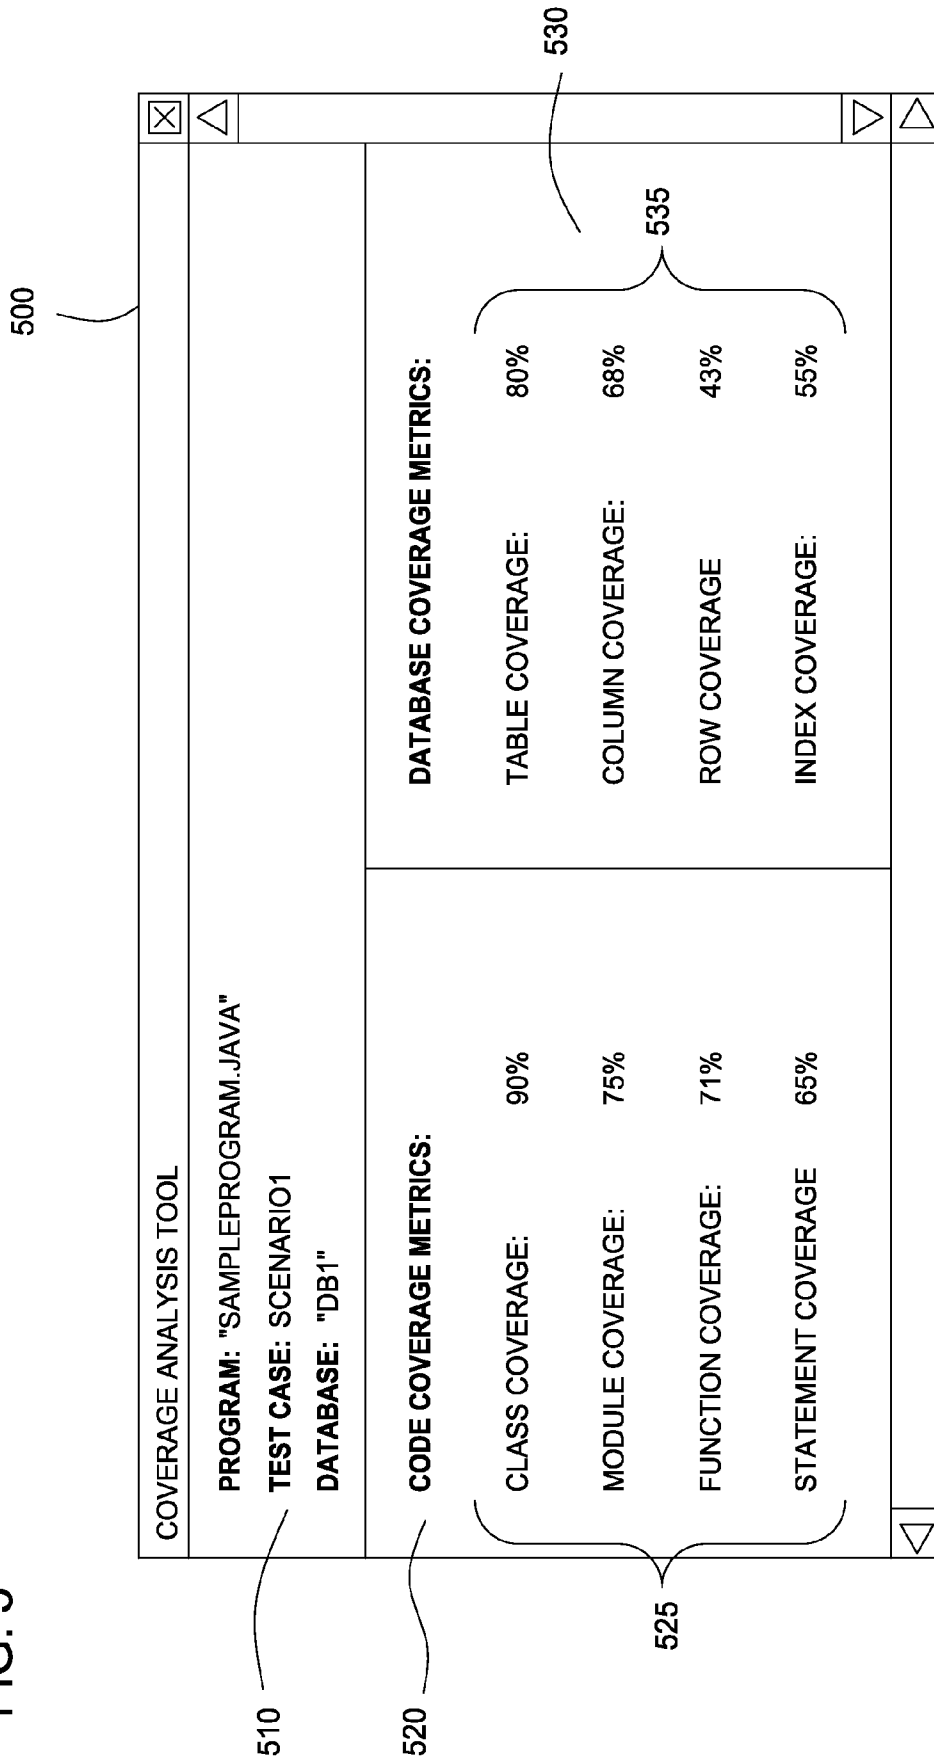 FIG. 5
500
COVERAGE ANALYSIS TOOL
510
PROGRAM: "SAMPLEPROGRAM.JAVA"
TEST CASE: SCENARIO1
DATABASE: "DB1"
520
CODE COVERAGE METRICS:
CLASS COVERAGE: 90%
MODULE COVERAGE: 75%
FUNCTION COVERAGE: 71%
STATEMENT COVERAGE 65%
525
DATABASE COVERAGE METRICS:
TABLE COVERAGE: 80%
COLUMN COVERAGE: 68%
ROW COVERAGE 43%
INDEX COVERAGE: 55%
535
530